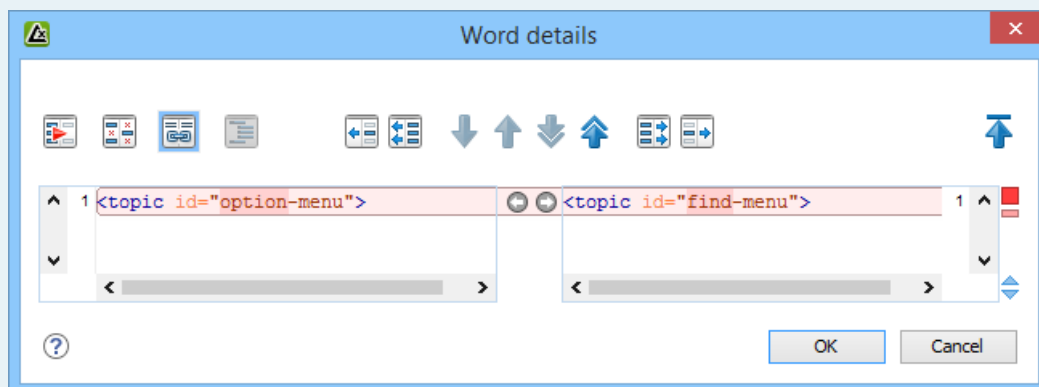 Word details
1 <topic id="option-menu"> <topic id="find-menu"> 1
OK Cancel